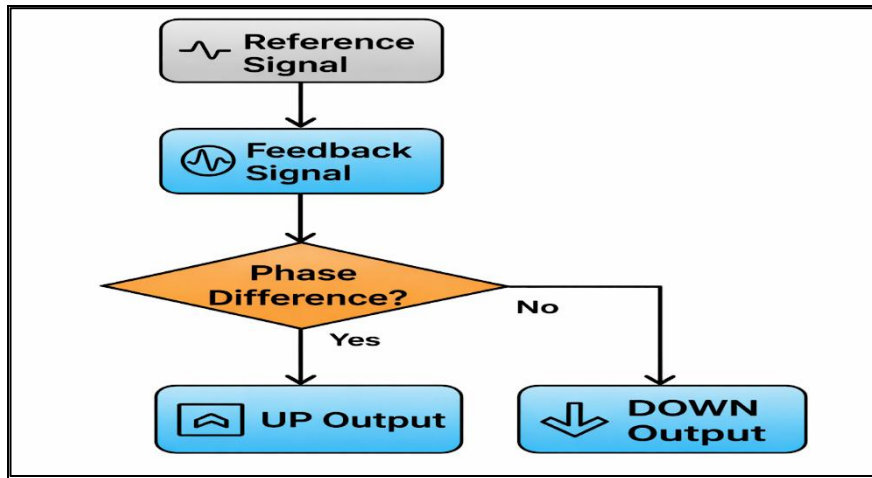 Reference
Signal
Feedback
Signal
Phase
Difference?
No
Yes
UP Output
DOWN
Output